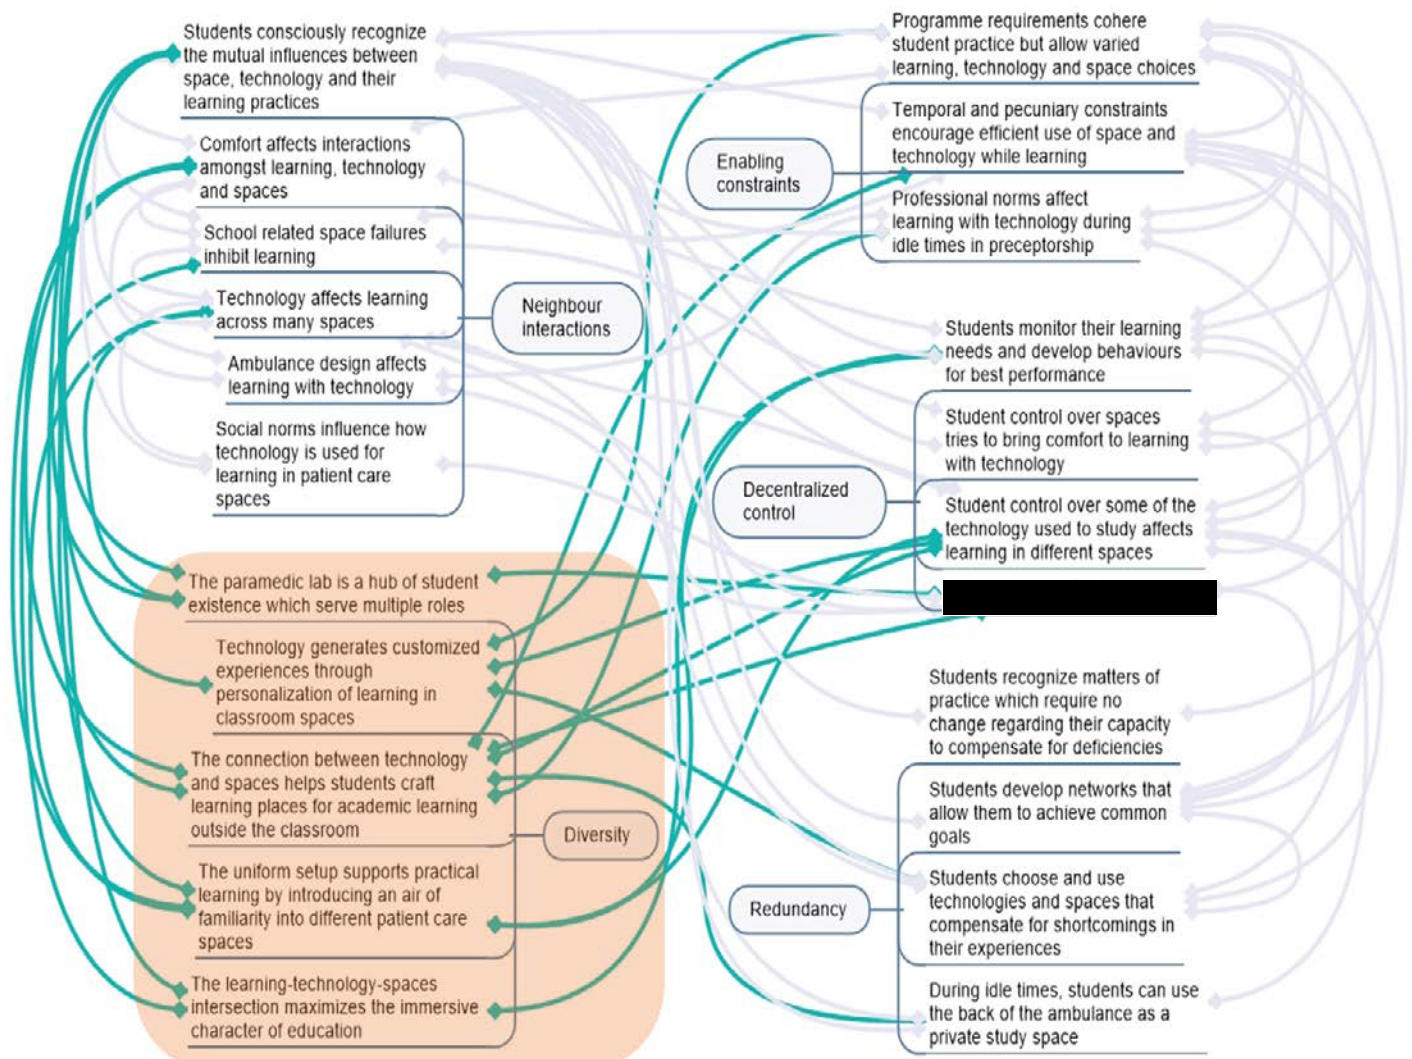 Students consciously recognize
the mutual influences between
space, technology and their
learning practices
Comfort affects interactions
amongst learning, technology
and spaces
School related space failures
inhibit learning
Technology affects learning
across many spaces
Ambulance design affects
learning with technology
Social norms influence how
technology is used for
learning in patient care
spaces
Neighbour
interactions
The paramedic lab is a hub of student
existence which serve multiple roles
Technology generates customized
experiences through
personalization of learning in
classroom spaces
The connection between technology
and spaces helps students craft
learning places for academic learning
outside the classroom
The uniform setup supports practical
learning by introducing an air of
familiarity into different patient care
spaces
The learning-technology-spaces
intersection maximizes the immersive
character of education
Diversity
Programme requirements cohere
student practice but allow varied
learning, technology and space choices
Temporal and pecuniary constraints
encourage efficient use of space and
technology while learning
Professional norms affect
learning with technology during
idle times in preceptorship
Enabling
constraints
Students monitor their learning
needs and develop behaviours
for best performance
Student control over spaces
tries to bring comfort to learning
with technology
Student control over some of the
technology used to study affects
learning in different spaces
Decentralized
control
Students recognize matters of
practice which require no
change regarding their capacity
to compensate for deficiencies
Students develop networks that
allow them to achieve common
goals
Students choose and use
technologies and spaces that
compensate for shortcomings in
their experiences
During idle times, students can use
the back of the ambulance as a
private study space
Redundancy